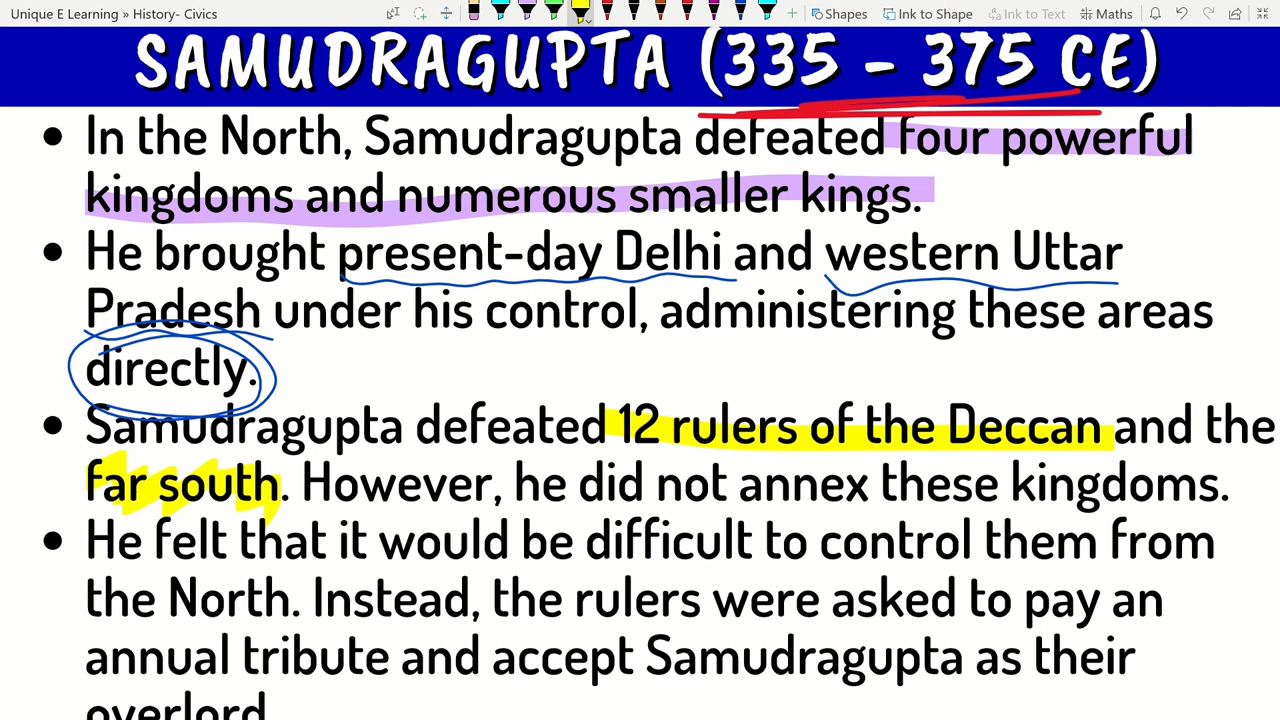 Unique E Learning » History- Civics
Shapes Ink to Shape Ink to Text Maths
SAMUDRAGUPTA (335 - 375 CE)
• In the North, Samudragupta defeated four powerful
kingdoms and numerous smaller kings.
• He brought present-day Delhi and western Uttar
Pradesh under his control, administering these areas
directly.
• Samudragupta defeated 12 rulers of the Deccan and the
far south. However, he did not annex these kingdoms.
• He felt that it would be difficult to control them from
the North. Instead, the rulers were asked to pay an
annual tribute and accept Samudragupta as their
overlord